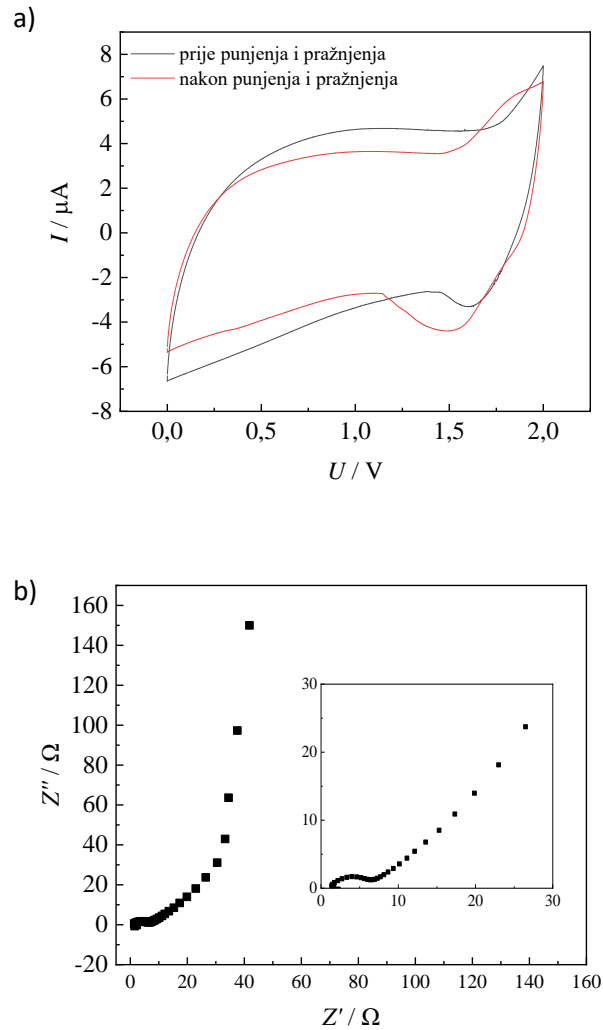 a)
prije punjenja i pražnjenja
nakon punjenja i pražnjenja
8
6
4
2
0
-2
-4
-6
-8
I / µA
0,0 0,5 1,0 1,5 2,0
U / V
b)
160
140
120
100
80
60
40
20
0
-20
Z'' / Ω
30
20
10
0
0 10 20 30
0 20 40 60 80 100 120 140 160
Z' / Ω